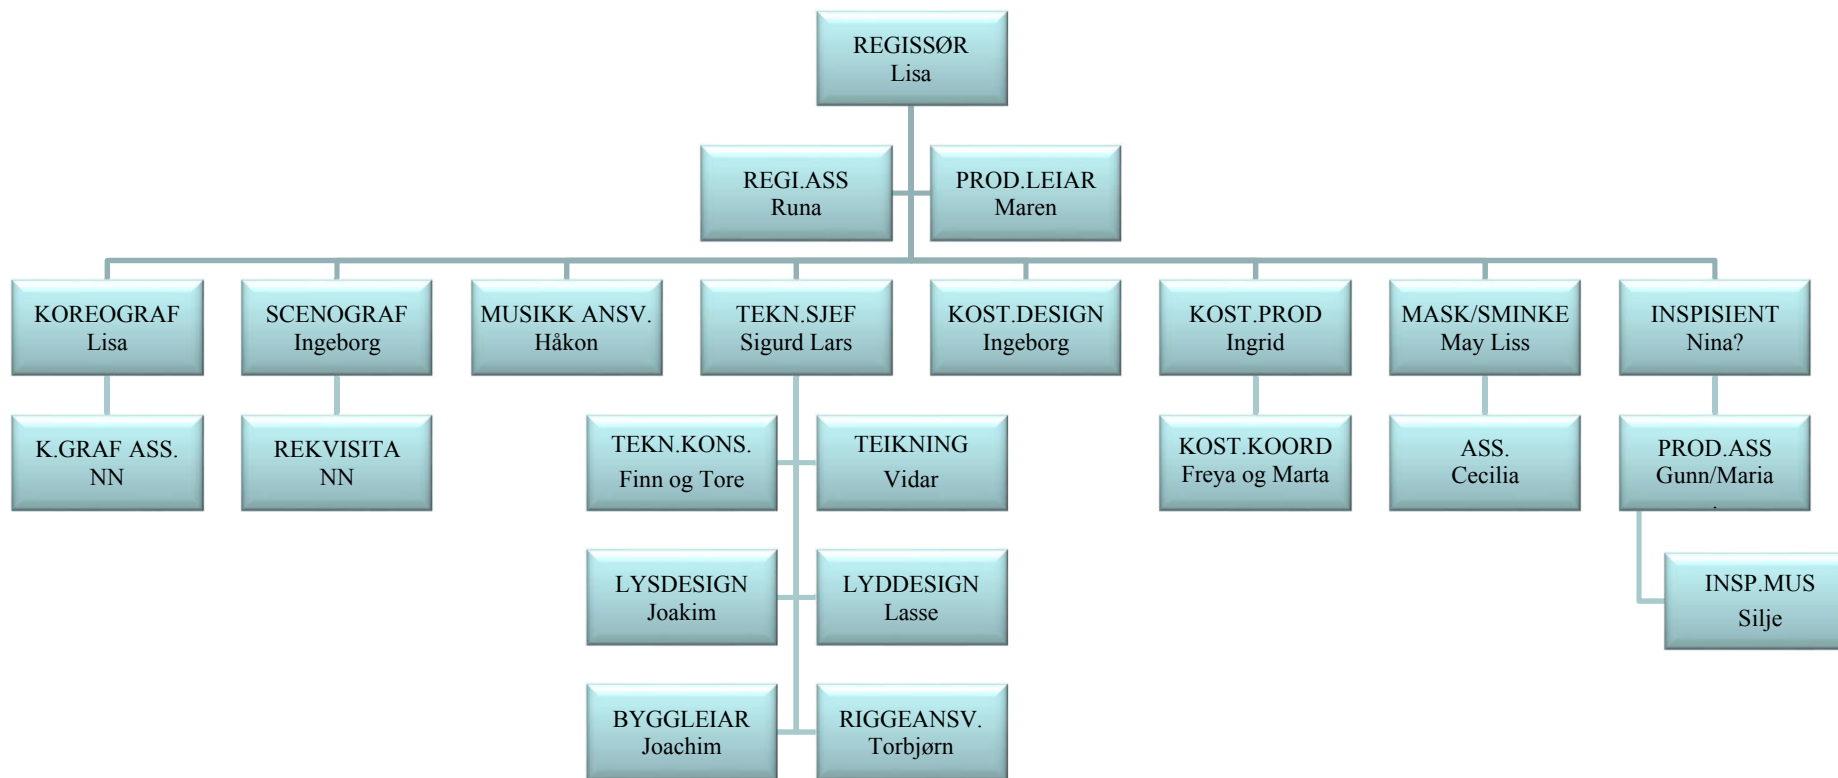 REGISSØR
Lisa
REGI.ASS
Runa
PROD.LEIAR
Maren
KOREOGRAF
Lisa
SCENOGRAF
Ingeborg
MUSIKK ANSV.
Håkon
TEKN.SJEF
Sigurd Lars
KOST.DESIGN
Ingeborg
KOST.PROD
Ingrid
MASK/SMINKE
May Liss
INSPISIENT
Nina?
K.GRAF ASS.
NN
REKVISITA
NN
TEKN.KONS.
Finn og Tore
TEIKNING
Vidar
KOST.KOORD
Freya og Marta
ASS.
Cecilia
PROD.ASS
Gunn/Maria
.
LYSDESIGN
Joakim
LYDDESIGN
Lasse
INSP.MUS
Silje
BYGGLEIAR
Joachim
RIGGEANSV.
Torbjørn